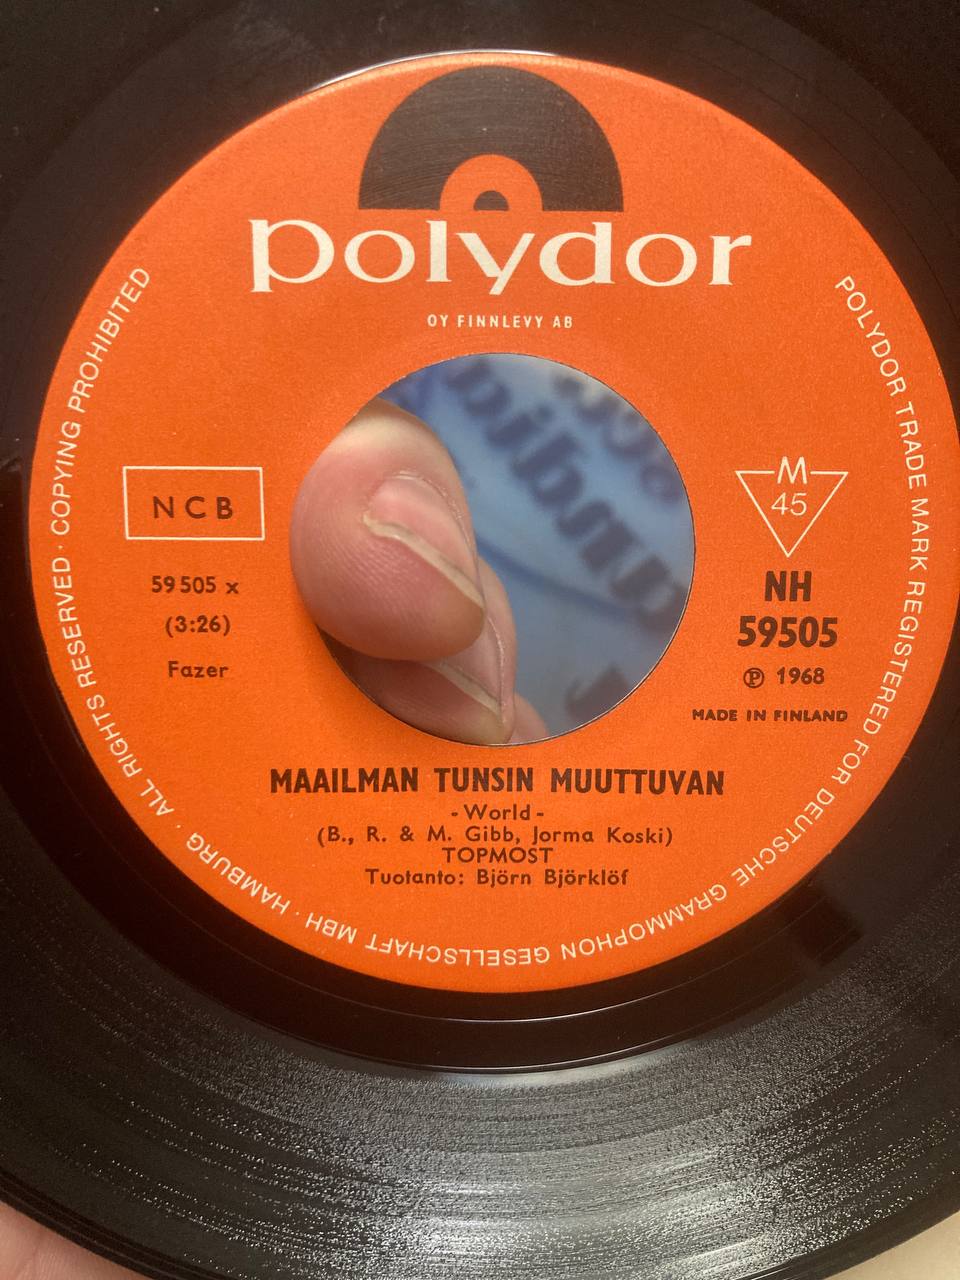 polydor
OY FINNLEVY AB
NCB
59 505 x
(3:26)
Fazer
M
45
NH
59505
Ⓟ 1968
MADE IN FINLAND
MAAILMAN TUNSIN MUUTTUVAN
-World-
(B., R. & M. Gibb, Jorma Koski)
TOPMOST
Tuotanto: Björn Björklöf
POLYDOR TRADE MARK REGISTERED FOR DEUTSCHE GRAMMOPHON GESELLSCHAFT MBH · HAMBURG · ALL RIGHTS RESERVED · COPYING PROHIBITED